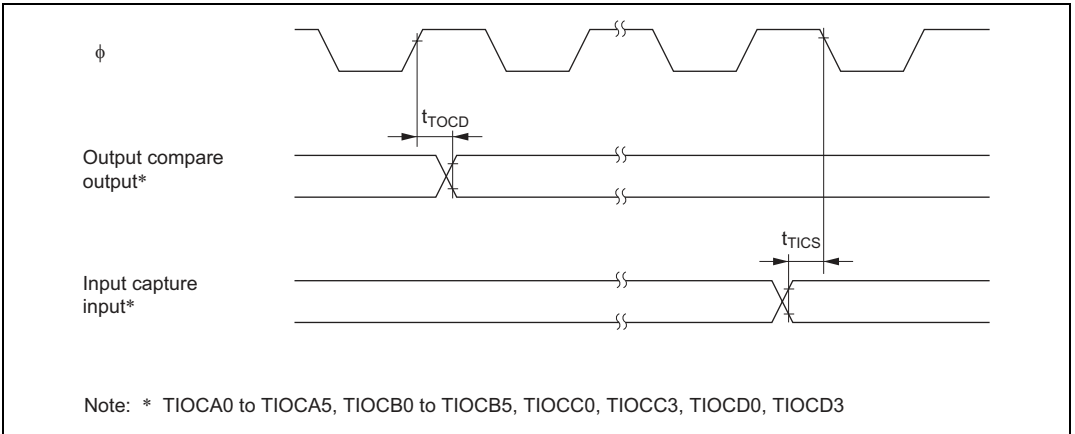 ϕ
tTOCD
Output compare
output*
tTICS
Input capture
input*
Note: * TIOCA0 to TIOCA5, TIOCB0 to TIOCB5, TIOCC0, TIOCC3, TIOCD0, TIOCD3